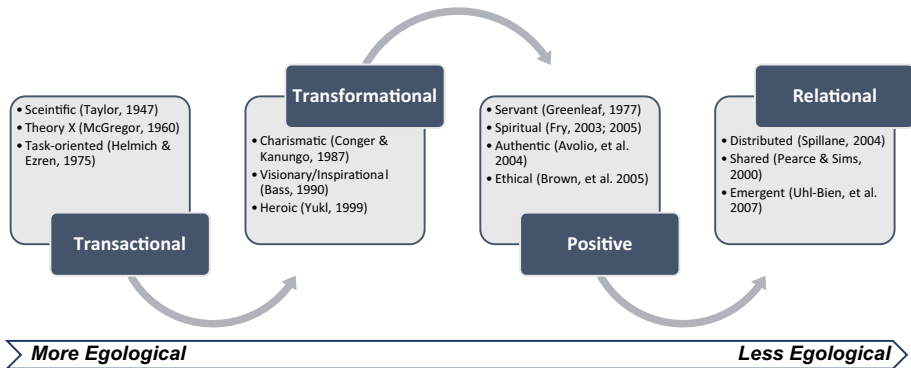 • Sceintific (Taylor, 1947)
• Theory X (McGregor, 1960)
• Task-oriented (Helmich &
Ezren, 1975)
Transactional
Transformational
• Charismatic (Conger &
Kanungo, 1987)
• Visionary/Inspirational
(Bass, 1990)
• Heroic (Yukl, 1999)
• Servant (Greenleaf, 1977)
• Spiritual (Fry, 2003; 2005)
• Authentic (Avolio, et al.
2004)
• Ethical (Brown, et al. 2005)
Positive
Relational
• Distributed (Spillane, 2004)
• Shared (Pearce & Sims,
2000)
• Emergent (Uhl-Bien, et al.
2007)
More Egological
Less Egological